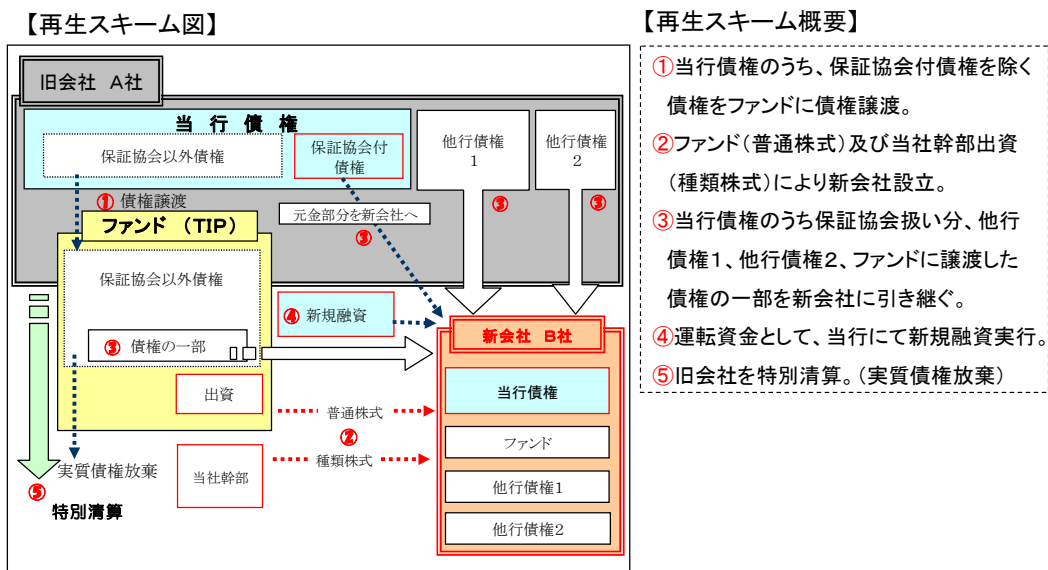 【再生スキーム図】
旧会社 A社
当 行 債 権
保証協会以外債権
保証協会付
債権
他行債権
1
他行債権
2
①債権譲渡
元金部分を新会社へ
③
③
③
ファンド (TIP)
保証協会以外債権
③債権の一部
④新規融資
新会社 B社
当行債権
ファンド
他行債権1
他行債権2
出資
普通株式
②
種類株式
当社幹部
実質債権放棄
⑤
特別清算
【再生スキーム概要】
①当行債権のうち、保証協会付債権を除く
債権をファンドに債権譲渡。
②ファンド(普通株式)及び当社幹部出資
(種類株式)により新会社設立。
③当行債権のうち保証協会扱い分、他行
債権1、他行債権2、ファンドに譲渡した
債権の一部を新会社に引き継ぐ。
④運転資金として、当行にて新規融資実行。
⑤旧会社を特別清算。(実質債権放棄)